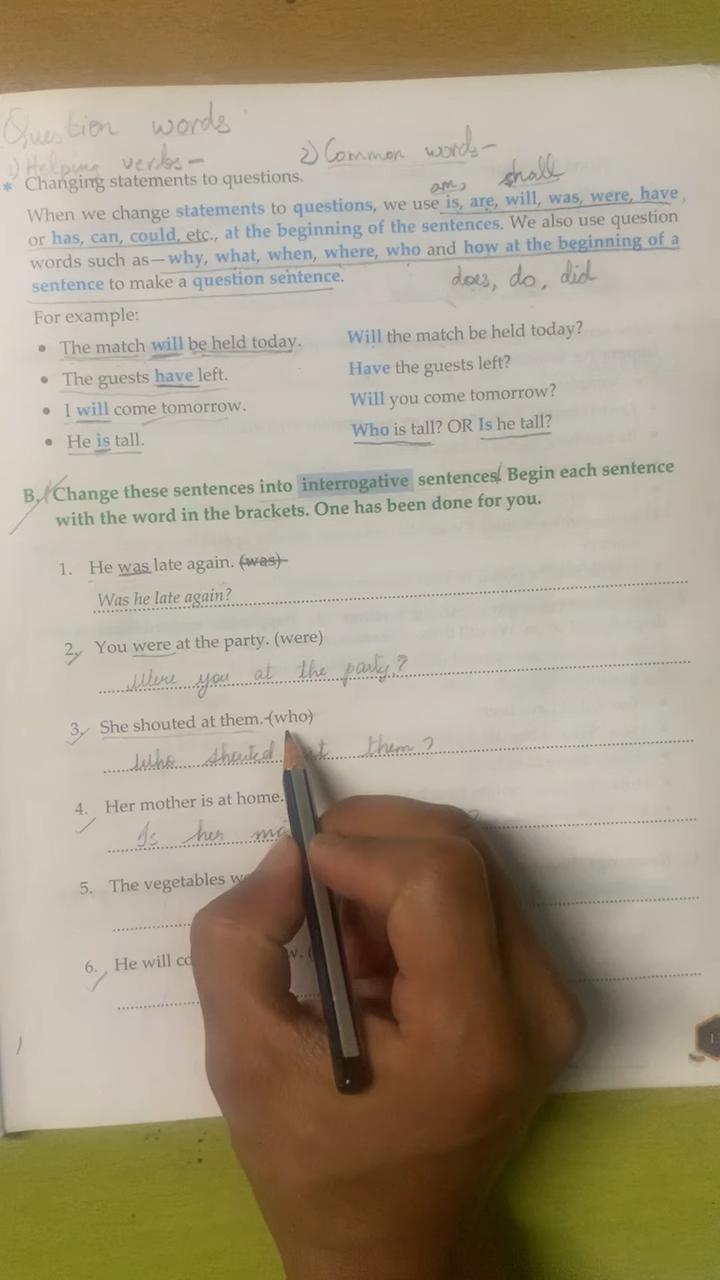 Question words
1) Helping verbs- 2) Common words-
* Changing statements to questions.
am, shall
When we change statements to questions, we use is, are, will, was, were, have,
or has, can, could, etc., at the beginning of the sentences. We also use question
words such as—why, what, when, where, who and how at the beginning of a
sentence to make a question sentence.
does, do, did
For example:
• The match will be held today. Will the match be held today?
• The guests have left. Have the guests left?
• I will come tomorrow. Will you come tomorrow?
• He is tall. Who is tall? OR Is he tall?
B. Change these sentences into interrogative sentences. Begin each sentence
with the word in the brackets. One has been done for you.
1. He was late again. (was)
Was he late again?
2. You were at the party. (were)
Were you at the party?
3. She shouted at them. (who)
Who shouted at them?
4. Her mother is at home.
Is her ?
5. The vegetables
6. He will